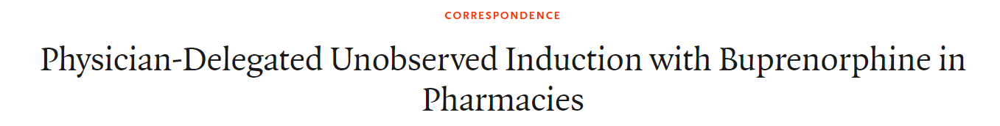 CORRESPONDENCE
Physician-Delegated Unobserved Induction with Buprenorphine in
Pharmacies